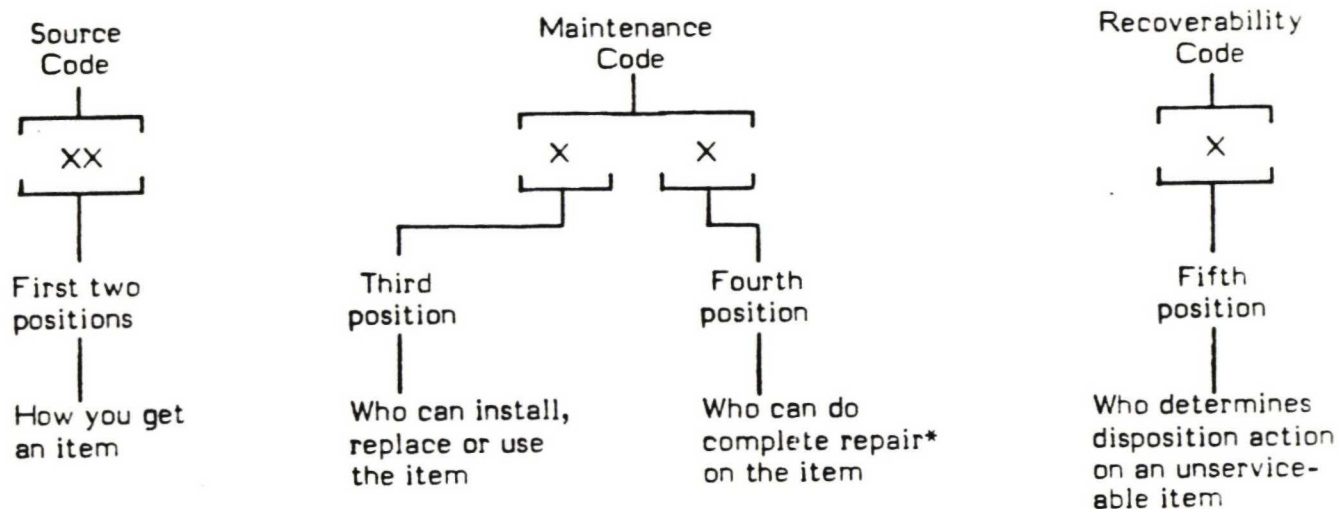 Source
Code
XX
First two
positions
How you get
an item
Maintenance
Code
X X
Third
position
Who can install,
replace or use
the item
Fourth
position
Who can do
complete repair*
on the item
Recoverability
Code
X
Fifth
position
Who determines
disposition action
on an unservice-
able item